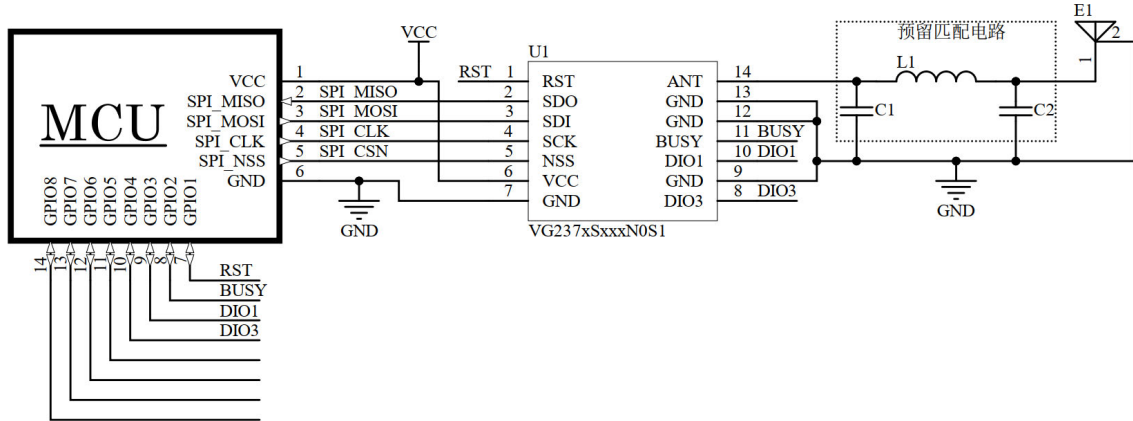 MCU
VCC
SPI_MISO
SPI_MOSI
SPI_CLK
SPI_NSS
GND
1
2
3
4
5
6
SPI_MISO
SPI_MOSI
SPI_CLK
SPI_CSN
VCC
GND
GPIO8
GPIO7
GPIO6
GPIO5
GPIO4
GPIO3
GPIO2
GPIO1
14
13
12
11
10
9
8
7
RST
BUSY
DIO1
DIO3
U1
RST 1 RST
2 SDO
3 SDI
4 SCK
5 NSS
6 VCC
7 GND
ANT 14
GND 13
GND 12
BUSY 11 BUSY
DIO1 10 DIO1
GND 9
DIO3 8 DIO3
VG237xSxxxN0S1
预留匹配电路
L1
C1
C2
E1
2
1
GND